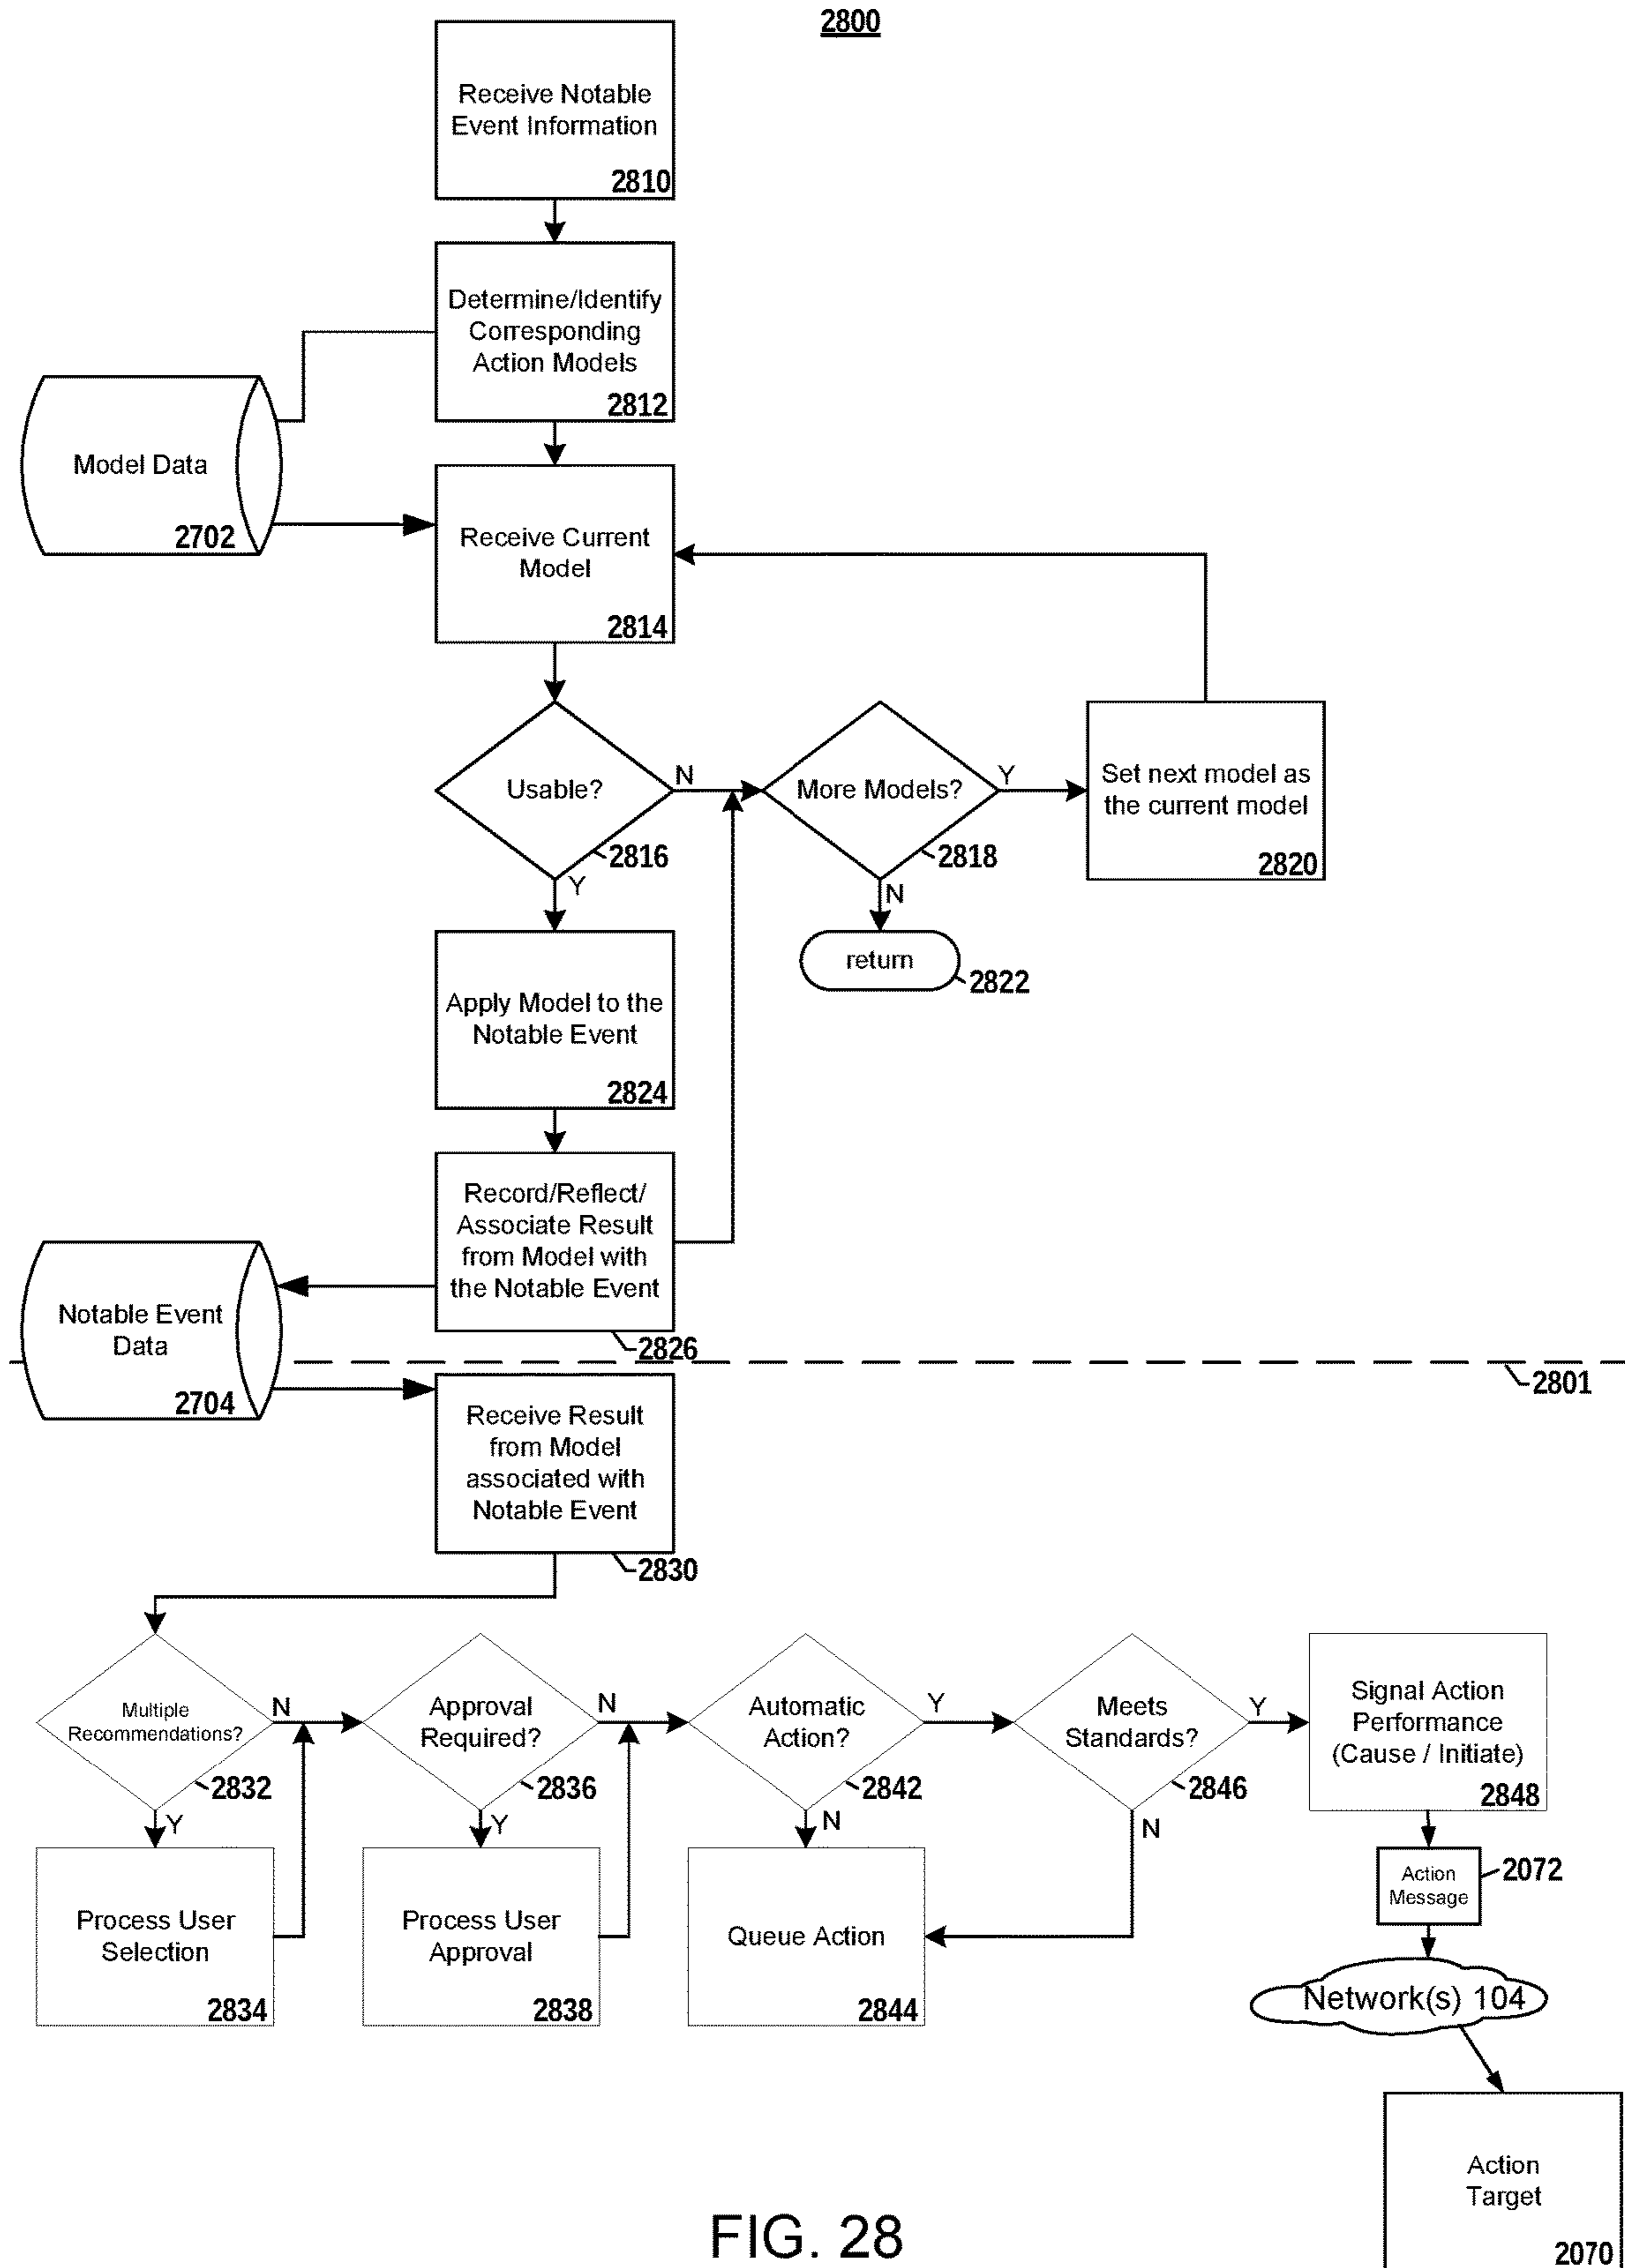 2800
Receive Notable
Event Information
2810
Determine/Identify
Corresponding
Action Models
2812
Model Data
2702
Receive Current
Model
2814
Usable?
2816
N
Y
More Models?
2818
Y
N
Set next model as
the current model
2820
return
2822
Apply Model to the
Notable Event
2824
Record/Reflect/
Associate Result
from Model with
the Notable Event
2826
Notable Event
Data
2704
2801
Receive Result
from Model
associated with
Notable Event
2830
Multiple
Recommendations?
2832
N
Y
Process User
Selection
2834
Approval
Required?
2836
N
Y
Process User
Approval
2838
Automatic
Action?
2842
Y
N
Queue Action
2844
Meets
Standards?
2846
Y
N
Signal Action
Performance
(Cause / Initiate)
2848
Action
Message
2072
Network(s) 104
Action
Target
2070
FIG. 28